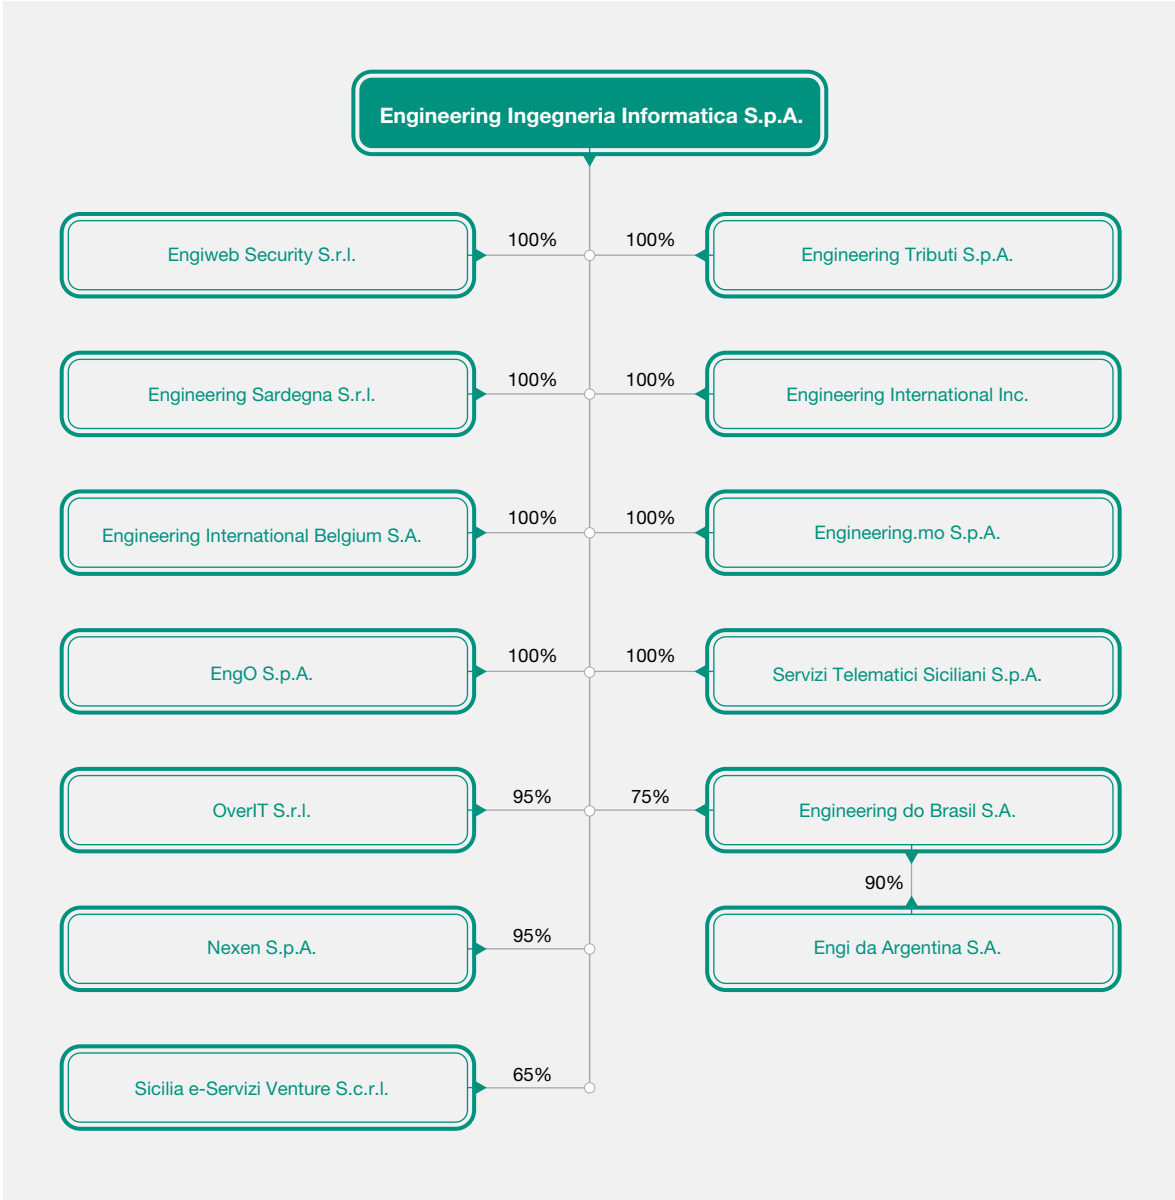 Engineering Ingegneria Informatica S.p.A.
Engiweb Security S.r.l.
100%
100%
Engineering Tributi S.p.A.
Engineering Sardegna S.r.l.
100%
100%
Engineering International Inc.
Engineering International Belgium S.A.
100%
100%
Engineering.mo S.p.A.
EngO S.p.A.
100%
100%
Servizi Telematici Siciliani S.p.A.
OverIT S.r.l.
95%
75%
Engineering do Brasil S.A.
90%
Nexen S.p.A.
95%
Engi da Argentina S.A.
Sicilia e-Servizi Venture S.c.r.l.
65%